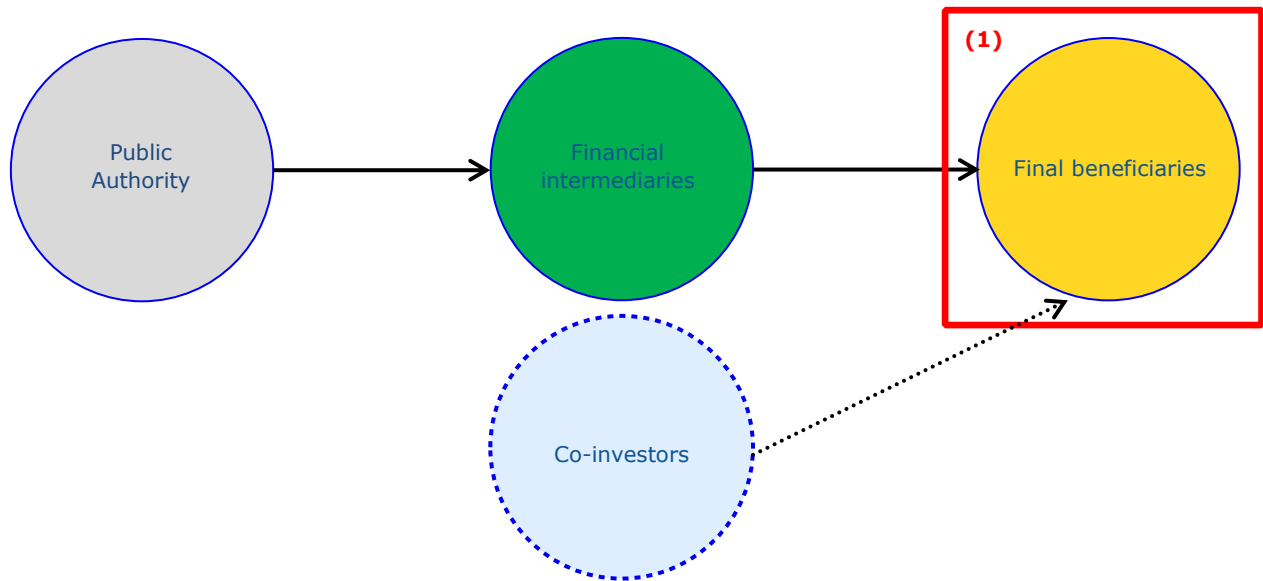 (1)
Public
Authority
Financial
intermediaries
Final beneficiaries
Co-investors